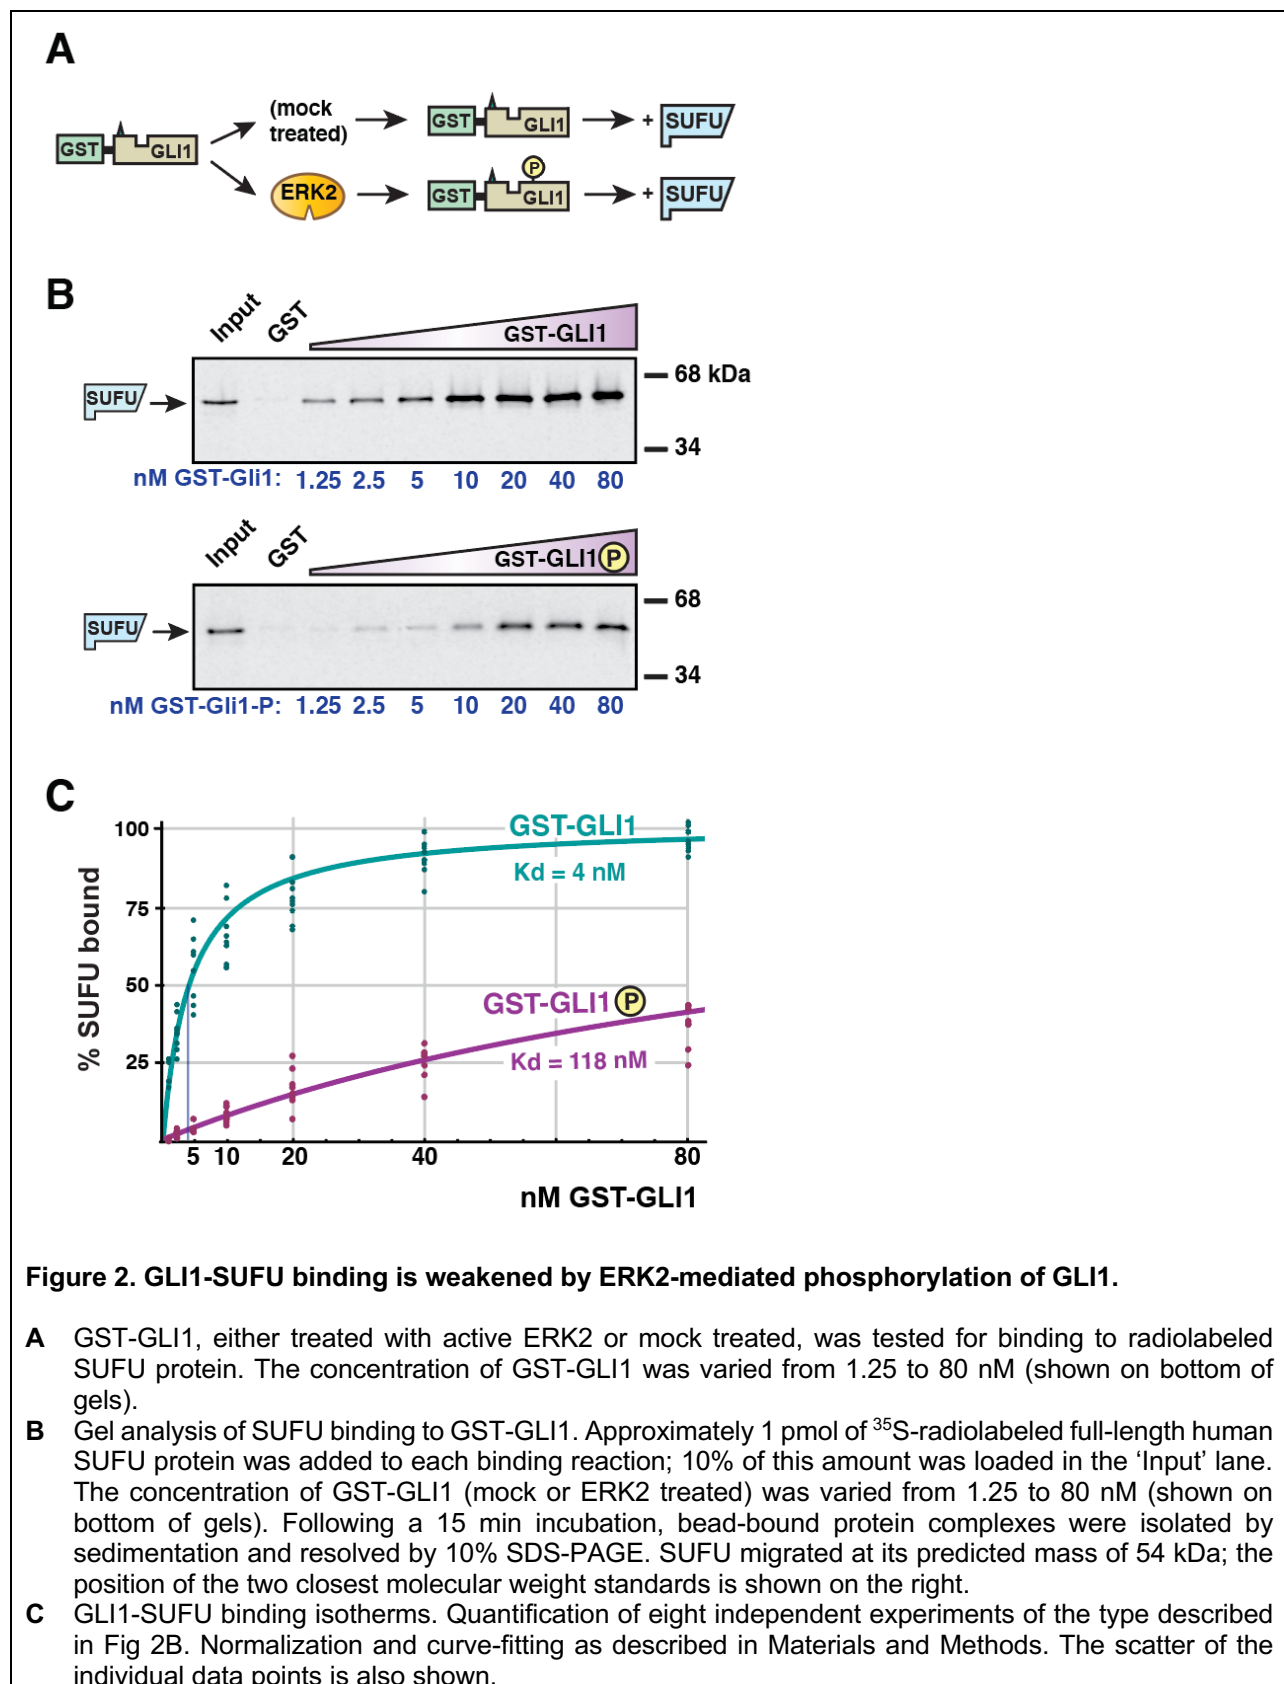 A
(mock
treated)
GST GLI1
GST GLI1 + SUFU
ERK2
P
GST GLI1 + SUFU
B
Input GST GST-GLI1
68 kDa
SUFU
34
nM GST-Gli1: 1.25 2.5 5 10 20 40 80
Input GST GST-GLI1 P
68
SUFU
34
nM GST-Gli1-P: 1.25 2.5 5 10 20 40 80
C
100
GST-GLI1
Kd = 4 nM
75
% SUFU bound
50
GST-GLI1 P
25
Kd = 118 nM
5 10 20 40 80
nM GST-GLI1
Figure 2. GLI1-SUFU binding is weakened by ERK2-mediated phosphorylation of GLI1.
A GST-GLI1, either treated with active ERK2 or mock treated, was tested for binding to radiolabeled
SUFU protein. The concentration of GST-GLI1 was varied from 1.25 to 80 nM (shown on bottom of
gels).
B Gel analysis of SUFU binding to GST-GLI1. Approximately 1 pmol of ³⁵S-radiolabeled full-length human
SUFU protein was added to each binding reaction; 10% of this amount was loaded in the ‘Input’ lane.
The concentration of GST-GLI1 (mock or ERK2 treated) was varied from 1.25 to 80 nM (shown on
bottom of gels). Following a 15 min incubation, bead-bound protein complexes were isolated by
sedimentation and resolved by 10% SDS-PAGE. SUFU migrated at its predicted mass of 54 kDa; the
position of the two closest molecular weight standards is shown on the right.
C GLI1-SUFU binding isotherms. Quantification of eight independent experiments of the type described
in Fig 2B. Normalization and curve-fitting as described in Materials and Methods. The scatter of the
individual data points is also shown.